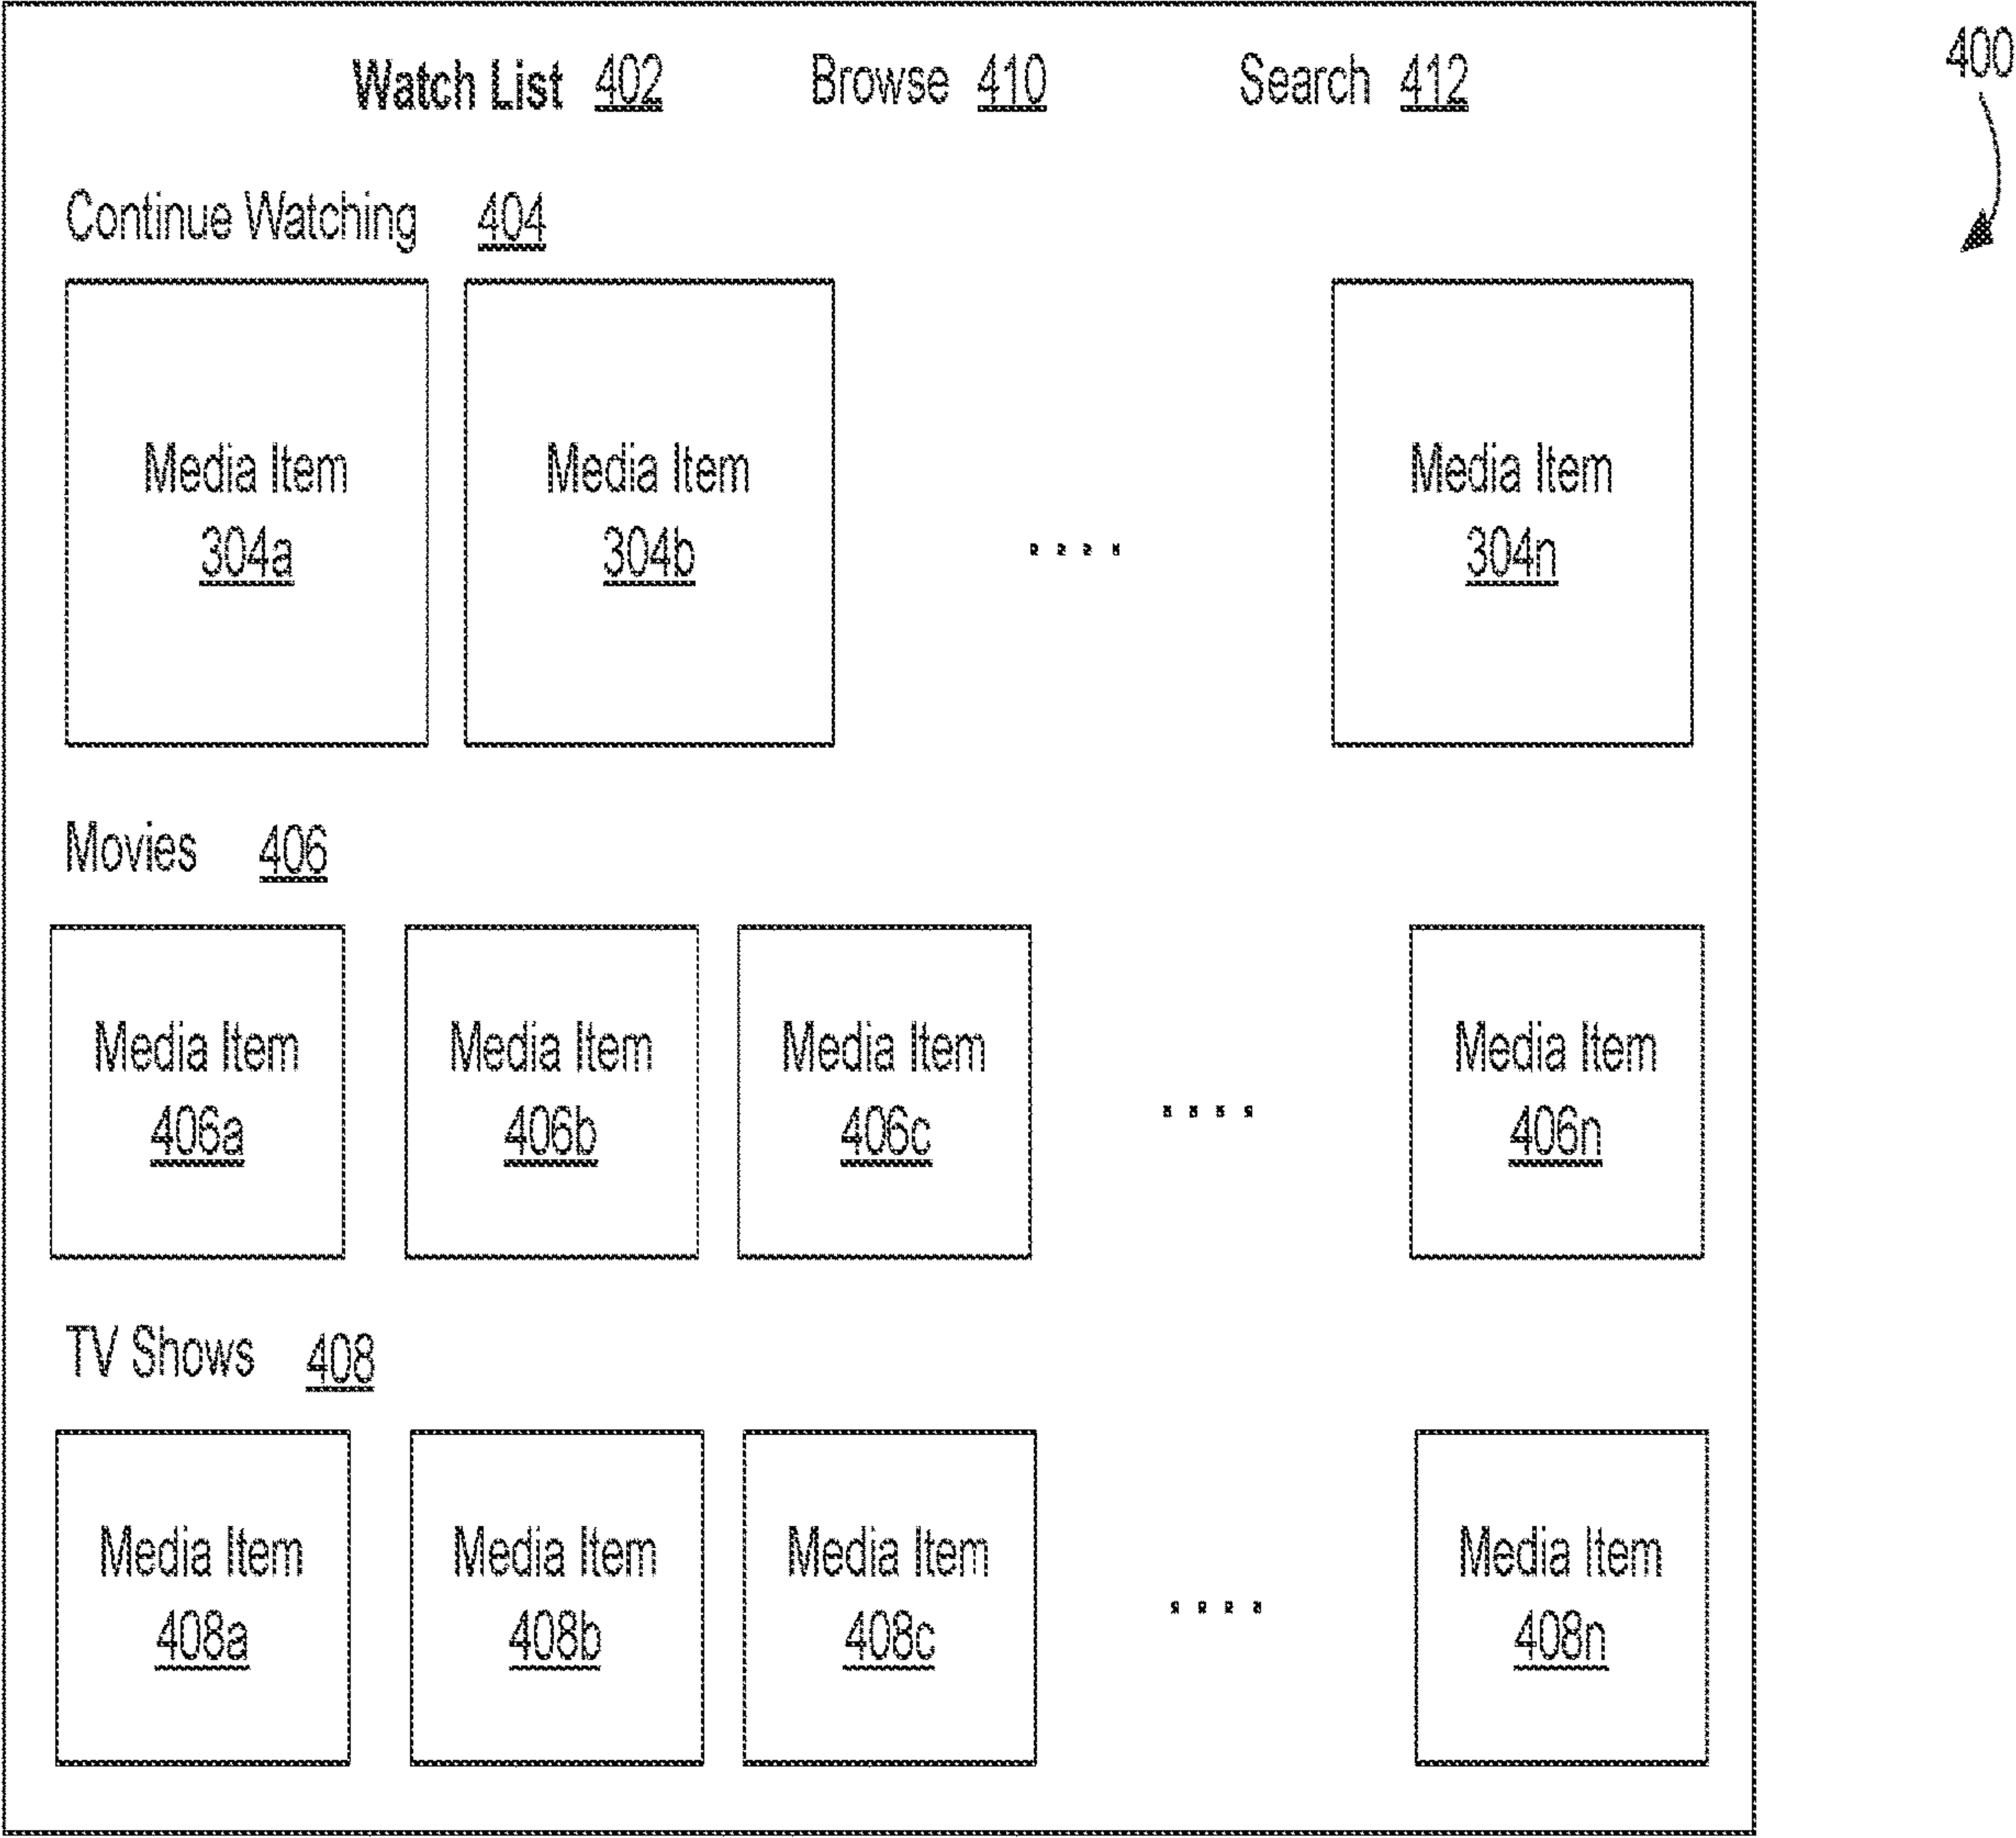 Watch List 402 Browse 410 Search 412
400
Continue Watching 404
Media Item Media Item Media Item
304a 304b .... 304n
Movies 406
Media Item Media Item Media Item Media Item
406a 406b 406c .... 406n
TV Shows 408
Media Item Media Item Media Item Media Item
408a 408b 408c .... 408n